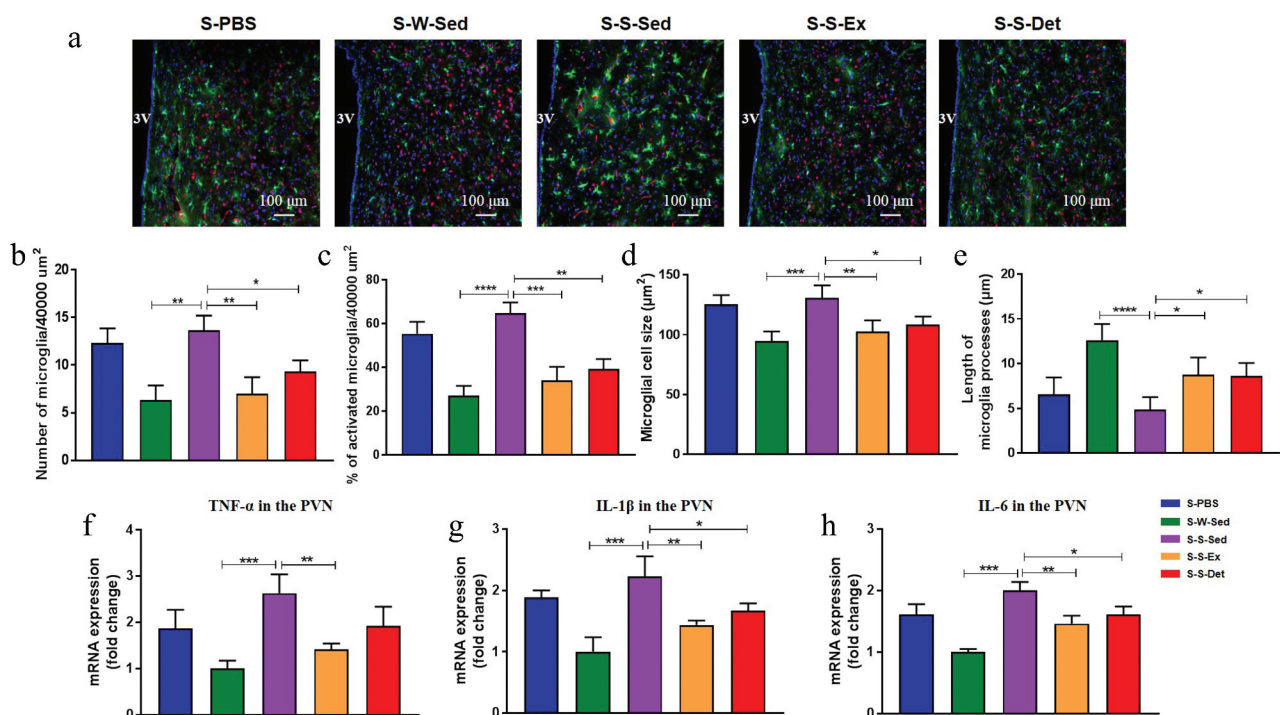 S-PBS S-W-Sed S-S-Sed S-S-Ex S-S-Det
a
3V 3V 3V 3V 3V
100 μm 100 μm 100 μm 100 μm 100 μm
b
Number of microglia/40000 um²
15
10
5
0
** ** *
c
% of activated microglia/40000 um²
80
60
40
20
0
**** *** **
d
Microglial cell size (μm²)
150
100
50
0
*** ** *
e
Length of
microglia processes (μm)
20
15
10
5
0
**** * *
f
TNF-α in the PVN
mRNA expression
(fold change)
4
3
2
1
0
*** **
g
IL-1β in the PVN
mRNA expression
(fold change)
3
2
1
0
*** ** *
h
IL-6 in the PVN
mRNA expression
(fold change)
3
2
1
0
*** ** *
S-PBS
S-W-Sed
S-S-Sed
S-S-Ex
S-S-Det